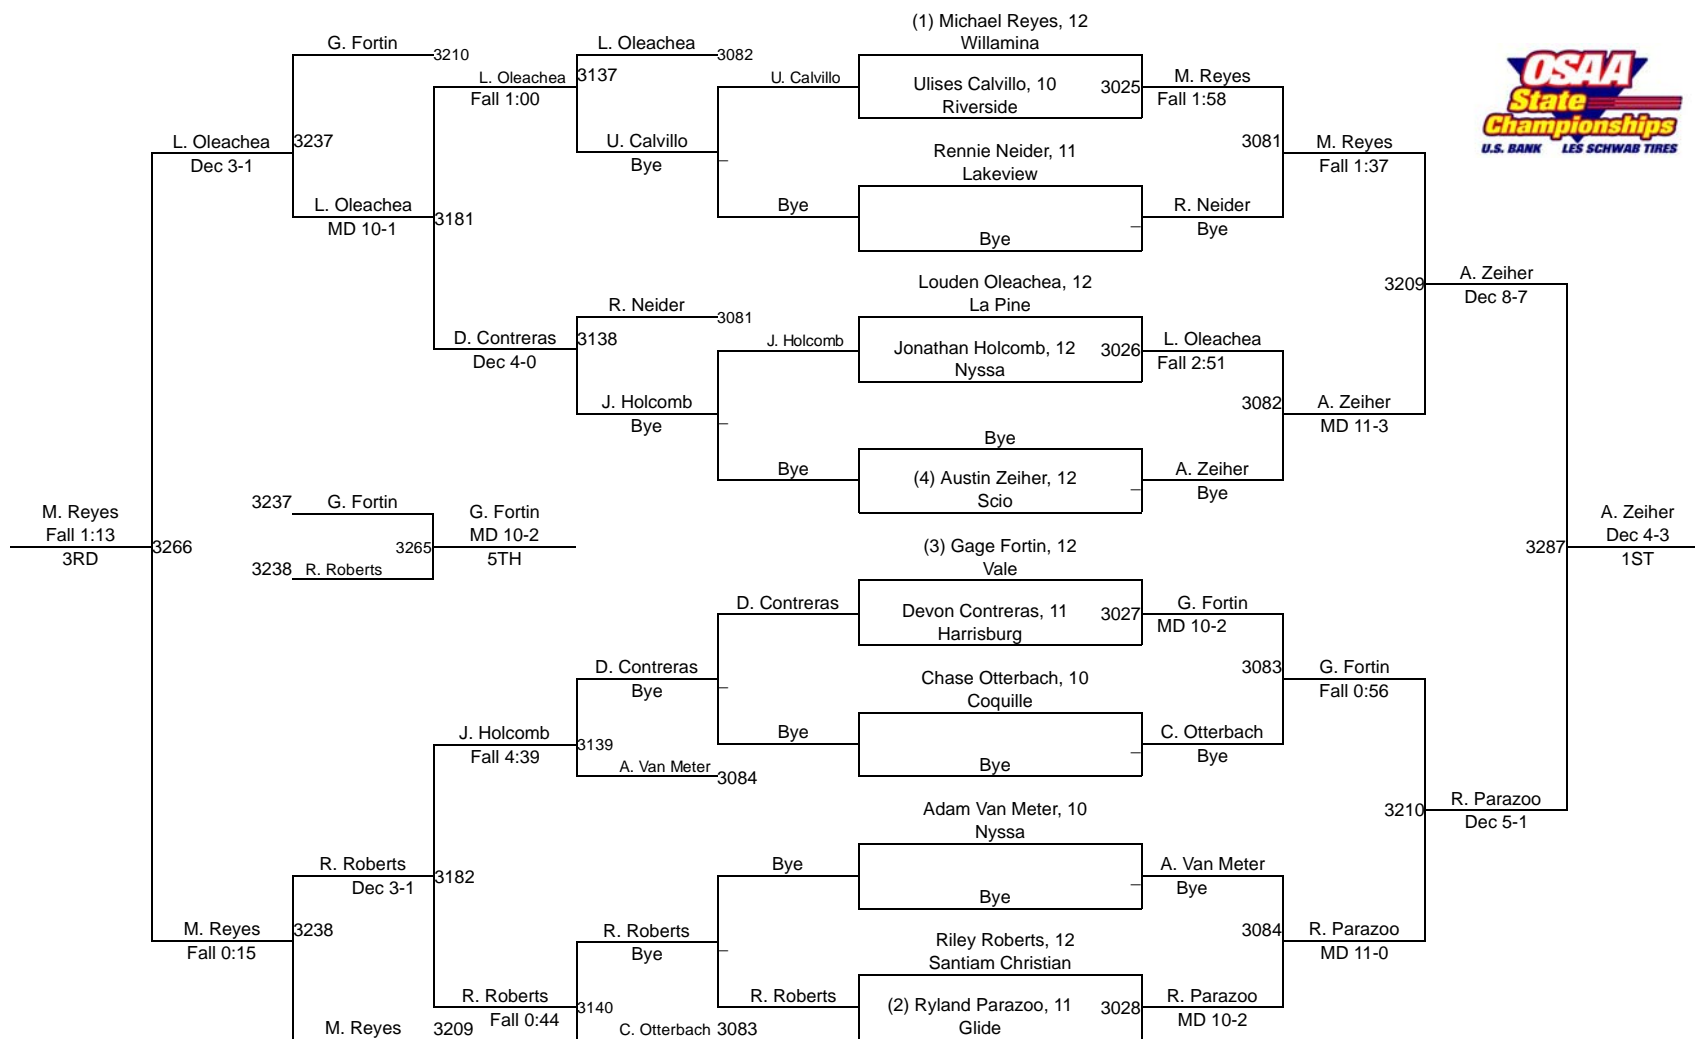 (1) Michael Reyes, 12
Willamina
Ulises Calvillo, 10
Riverside
3025
Rennie Neider, 11
Lakeview
Bye
Louden Oleachea, 12
La Pine
Jonathan Holcomb, 12
Nyssa
3026
Bye
(4) Austin Zeiher, 12
Scio
(3) Gage Fortin, 12
Vale
Devon Contreras, 11
Harrisburg
3027
Chase Otterbach, 10
Coquille
Bye
Adam Van Meter, 10
Nyssa
Bye
Riley Roberts, 12
Santiam Christian
(2) Ryland Parazoo, 11
Glide
3028
M. Reyes
Fall 1:58
3081
R. Neider
Bye
L. Oleachea
Fall 2:51
3082
A. Zeiher
Bye
G. Fortin
MD 10-2
3083
C. Otterbach
Bye
A. Van Meter
Bye
3084
R. Parazoo
MD 10-2
M. Reyes
Fall 1:37
3209
A. Zeiher
MD 11-3
G. Fortin
Fall 0:56
3210
R. Parazoo
MD 11-0
A. Zeiher
Dec 8-7
3287
R. Parazoo
Dec 5-1
A. Zeiher
Dec 4-3
1ST
U. Calvillo
Bye
J. Holcomb
Bye
D. Contreras
Bye
Bye
R. Roberts
L. Oleachea
3082
3137
U. Calvillo
Bye
R. Neider
3081
3138
J. Holcomb
Bye
D. Contreras
Bye
3139
A. Van Meter
3084
R. Roberts
Bye
3140
C. Otterbach
3083
L. Oleachea
Fall 1:00
3181
D. Contreras
Dec 4-0
J. Holcomb
Fall 4:39
3182
R. Roberts
Fall 0:44
G. Fortin
3210
3237
L. Oleachea
MD 10-1
R. Roberts
Dec 3-1
3238
M. Reyes
3209
L. Oleachea
Dec 3-1
3266
M. Reyes
Fall 0:15
M. Reyes
Fall 1:13
3RD
3237
G. Fortin
3265
3238
R. Roberts
G. Fortin
MD 10-2
5TH
OSAA
State
Championships
U.S. BANK LES SCHWAB TIRES